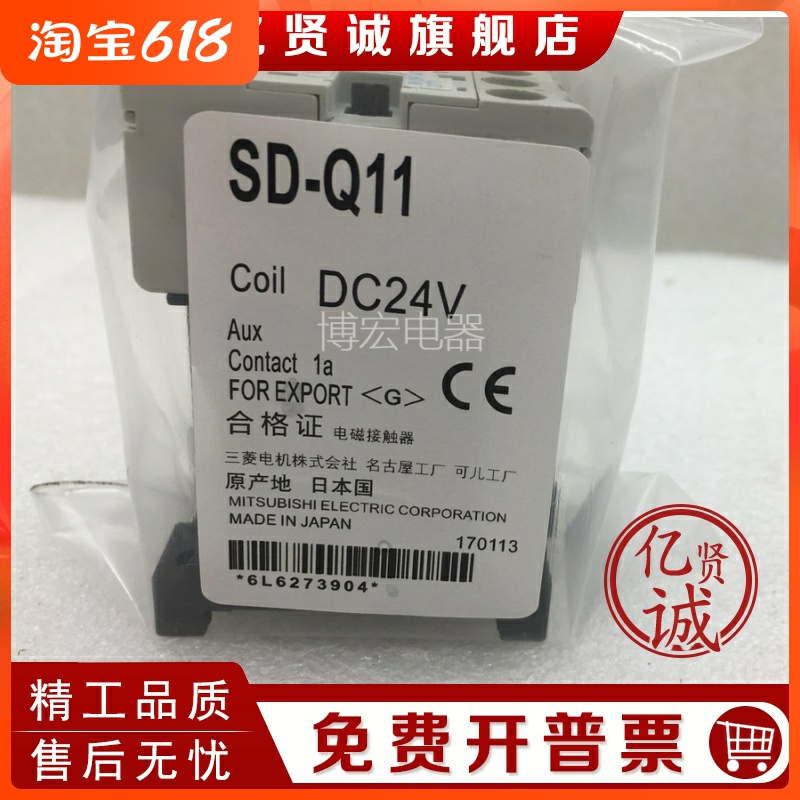 淘宝618
亿贤诚旗舰店
SD-Q11
Coil DC24V
博宏电器
Aux
Contact 1a
FOR EXPORT <G> CE
合格证 电磁接触器
三菱电机株式会社 名古屋工厂 可儿工厂
原产地 日本国
MITSUBISHI ELECTRIC CORPORATION
MADE IN JAPAN
170113
*6L6273904*
亿贤诚
精工品质
售后无忧
免费开普票